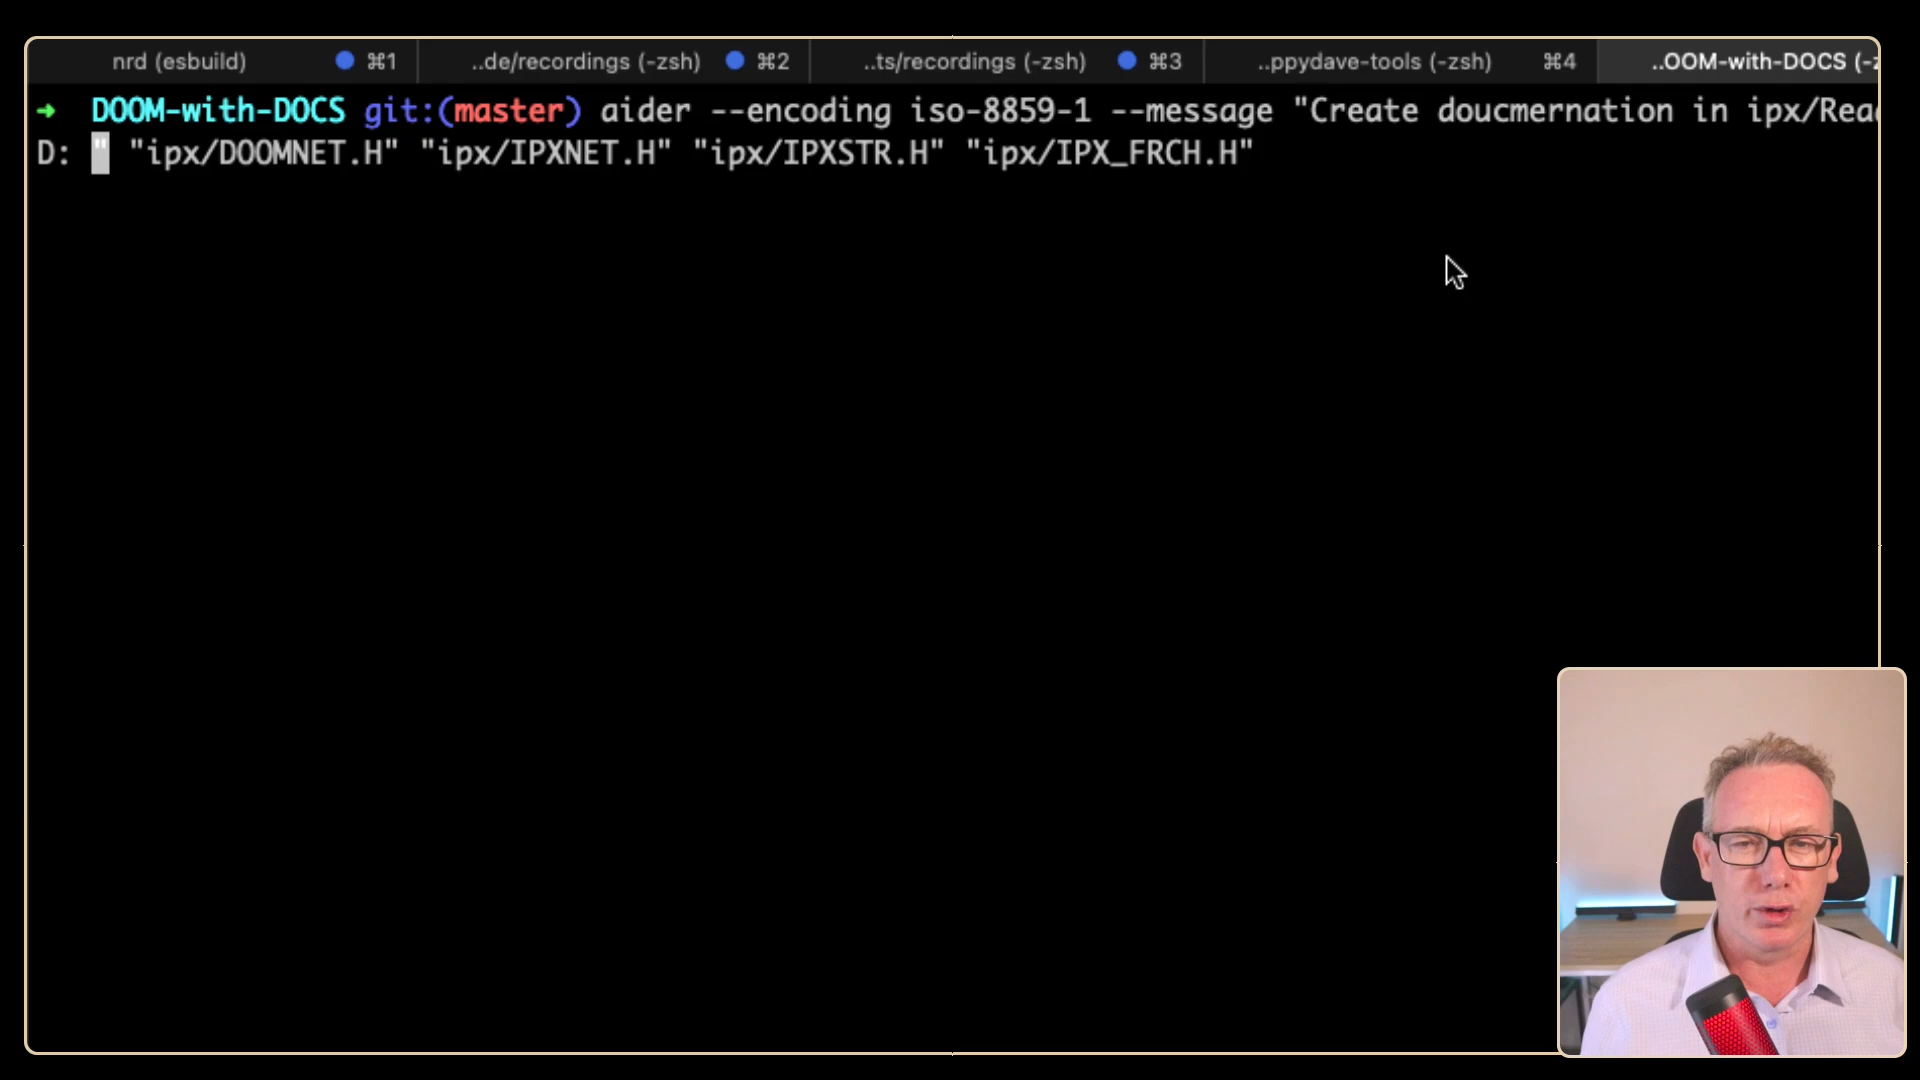 nrd (esbuild) ⌘1 ..de/recordings (-zsh) ⌘2 ..ts/recordings (-zsh) ⌘3 ..ppydave-tools (-zsh) ⌘4 ..OOM-with-DOCS (-z
➜ DOOM-with-DOCS git:(master) aider --encoding iso-8859-1 --message "Create doucmernation in ipx/Read
D: " "ipx/DOOMNET.H" "ipx/IPXNET.H" "ipx/IPXSTR.H" "ipx/IPX_FRCH.H"